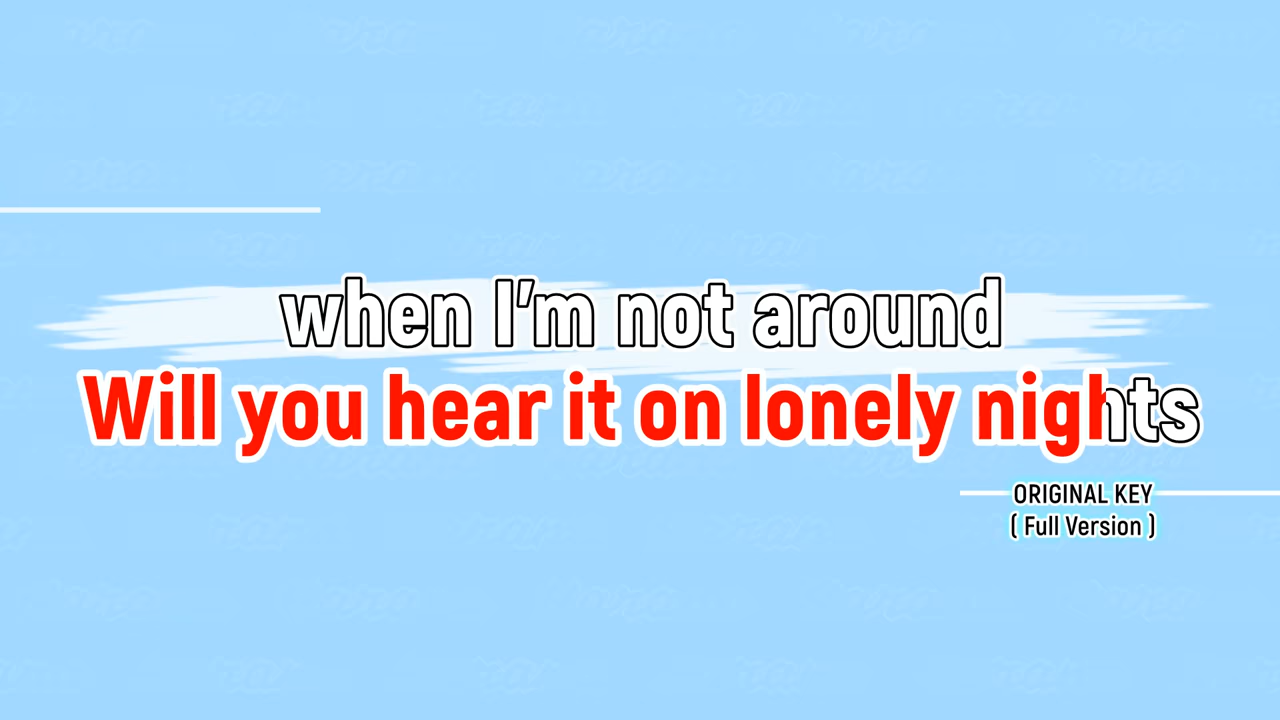 when I'm not around
Will you hear it on lonely nights
ORIGINAL KEY
( Full Version )